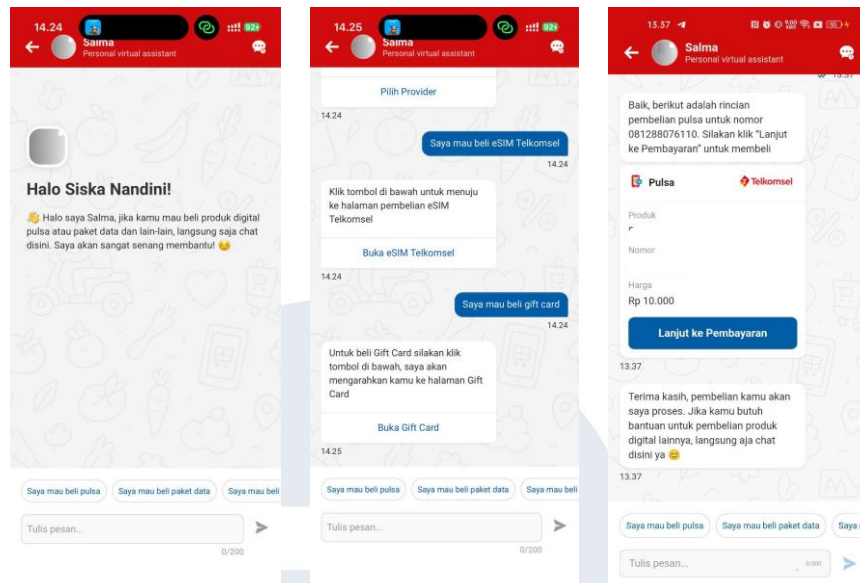 14.24
92+
Salma
Personal virtual assistant
Halo Siska Nandini!
👋 Halo saya Salma, jika kamu mau beli produk digital
pulsa atau paket data dan lain-lain, langsung saja chat
disini. Saya akan sangat senang membantu! 😊
Saya mau beli pulsa
Saya mau beli paket data
Saya mau beli
Tulis pesan...
0/200
14.25
92+
Salma
Personal virtual assistant
Pilih Provider
14.24
Saya mau beli eSIM Telkomsel
14.24
Klik tombol di bawah untuk menuju
ke halaman pembelian eSIM
Telkomsel
Buka eSIM Telkomsel
14.24
Saya mau beli gift card
14.24
Untuk beli Gift Card silakan klik
tombol di bawah, saya akan
mengarahkan kamu ke halaman Gift
Card
Buka Gift Card
14.25
Saya mau beli pulsa
Saya mau beli paket data
Saya mau beli
Tulis pesan...
0/200
13.37
Salma
Personal virtual assistant
13.37
Baik, berikut adalah rincian
pembelian pulsa untuk nomor
081288076110. Silakan klik "Lanjut
ke Pembayaran" untuk membeli
Pulsa
Telkomsel
Produk
Nomor
Harga
Rp 10.000
Lanjut ke Pembayaran
13.37
Terima kasih, pembelian kamu akan
saya proses. Jika kamu butuh
bantuan untuk pembelian produk
digital lainnya, langsung aja chat
disini ya 😊
13.37
Saya mau beli pulsa
Saya mau beli paket data
Saya
Tulis pesan...